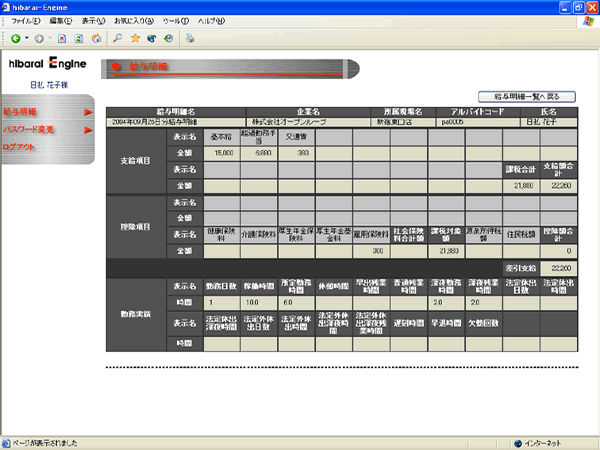 hibarai-Engine
ファイル(F) 編集(E) 表示(V) お気に入り(A) ツール(T) ヘルプ(H)
hibarai Engine
給与明細
日払 花子様
給与明細一覧へ戻る
給与明細
パスワード変更
ログアウト
給与明細名 企業名 所属現場名 アルバイトコード 氏名
2004年09月25日分給与明細 株式会社オープンループ 新宿東口店 pa0005 日払 花子
支給項目
表示名 基本給 超過勤務手当 交通費
金額 15,000 6,880 380
表示名 課税合計 支給額合計
金額 21,880 22,260
控除項目
表示名
金額
表示名 健康保険料 介護保険料 厚生年金保険料 厚生年金基金料 雇用保険料 社会保険料合計額 課税対象額 源泉所得税額 住民税額 控除額合計
金額 300 21,880 0
差引支給 22,260
勤務実績
表示名 勤務日数 稼働時間 所定勤務時間 休憩時間 早出残業時間 普通残業時間 深夜勤務時間 深夜残業時間 法定休出日数 法定休出時間
時間 1 10.0 6.0 2.0 2.0
表示名 法定休出深夜時間 法定外休出日数 法定外休出時間 法定外休出深夜時間 法定外休出深夜残業時間 遅刻時間 早退時間 欠勤回数
時間
ページが表示されました
インターネット